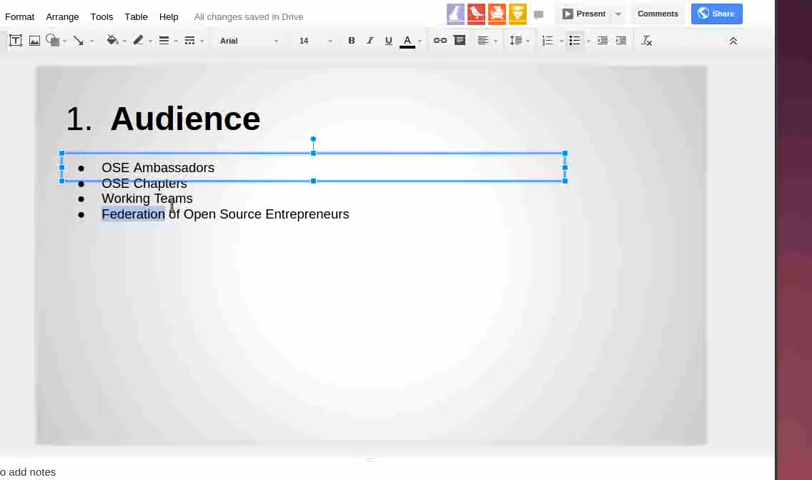 Format Arrange Tools Table Help All changes saved in Drive Present Comments Share
Arial 14 B I U A
1. Audience
● OSE Ambassadors
● OSE Chapters
● Working Teams
● Federation of Open Source Entrepreneurs
o add notes